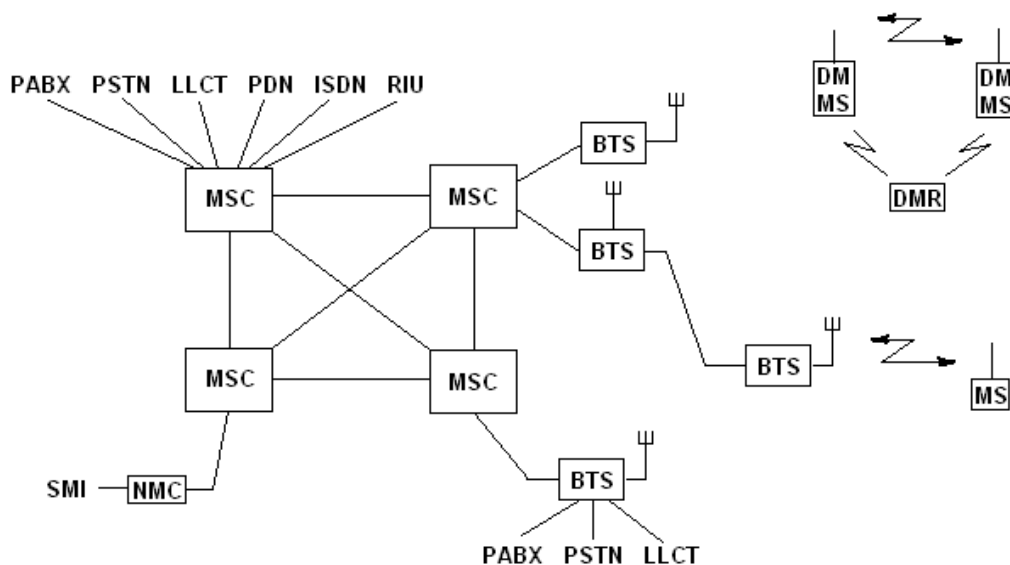 DM
MS
DM
MS
PABX PSTN LLCT PDN ISDN RIU
BTS
MSC
MSC
DMR
BTS
MSC
MSC
BTS
MS
SMI
NMC
BTS
PABX PSTN LLCT